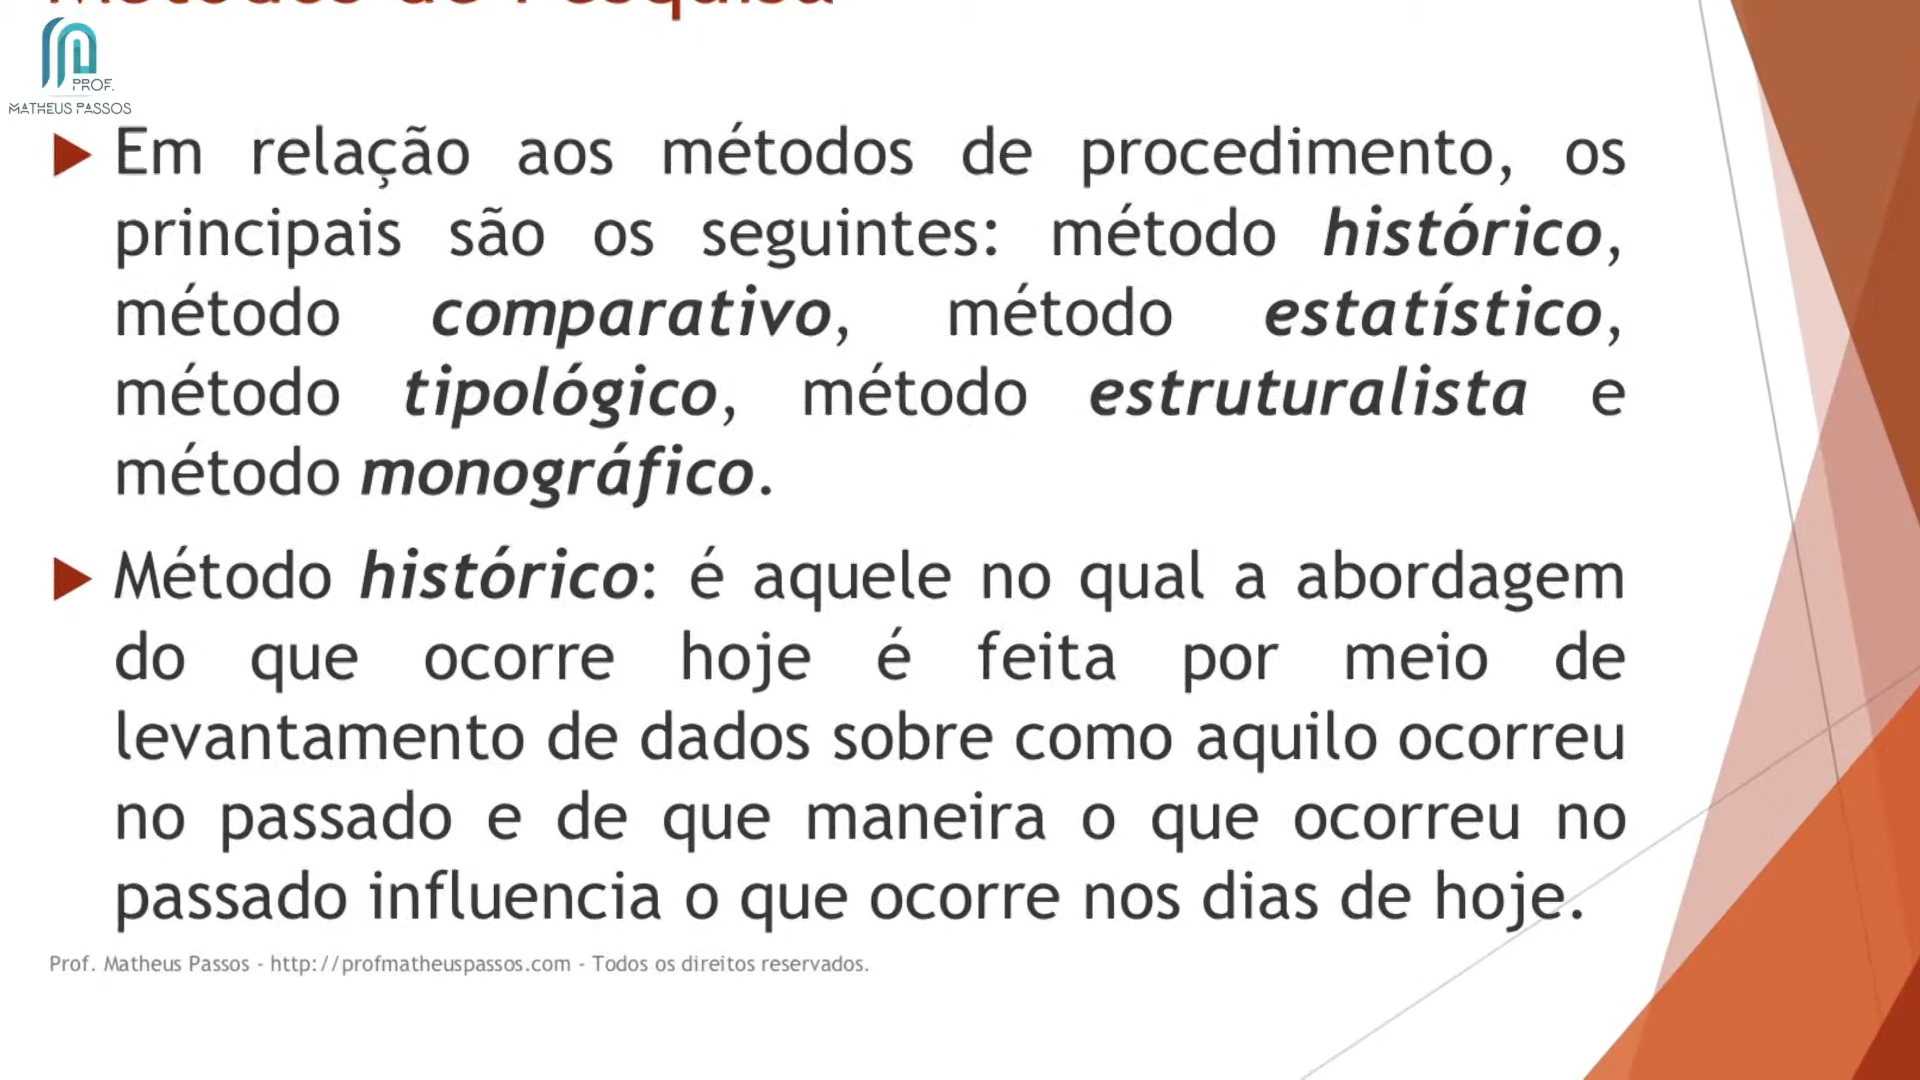 Métodos de Pesquisa
PROF.
MATHEUS PASSOS
Em relação aos métodos de procedimento, os
principais são os seguintes: método histórico,
método comparativo, método estatístico,
método tipológico, método estruturalista e
método monográfico.
Método histórico: é aquele no qual a abordagem
do que ocorre hoje é feita por meio de
levantamento de dados sobre como aquilo ocorreu
no passado e de que maneira o que ocorreu no
passado influencia o que ocorre nos dias de hoje.
Prof. Matheus Passos - http://profmatheuspassos.com - Todos os direitos reservados.